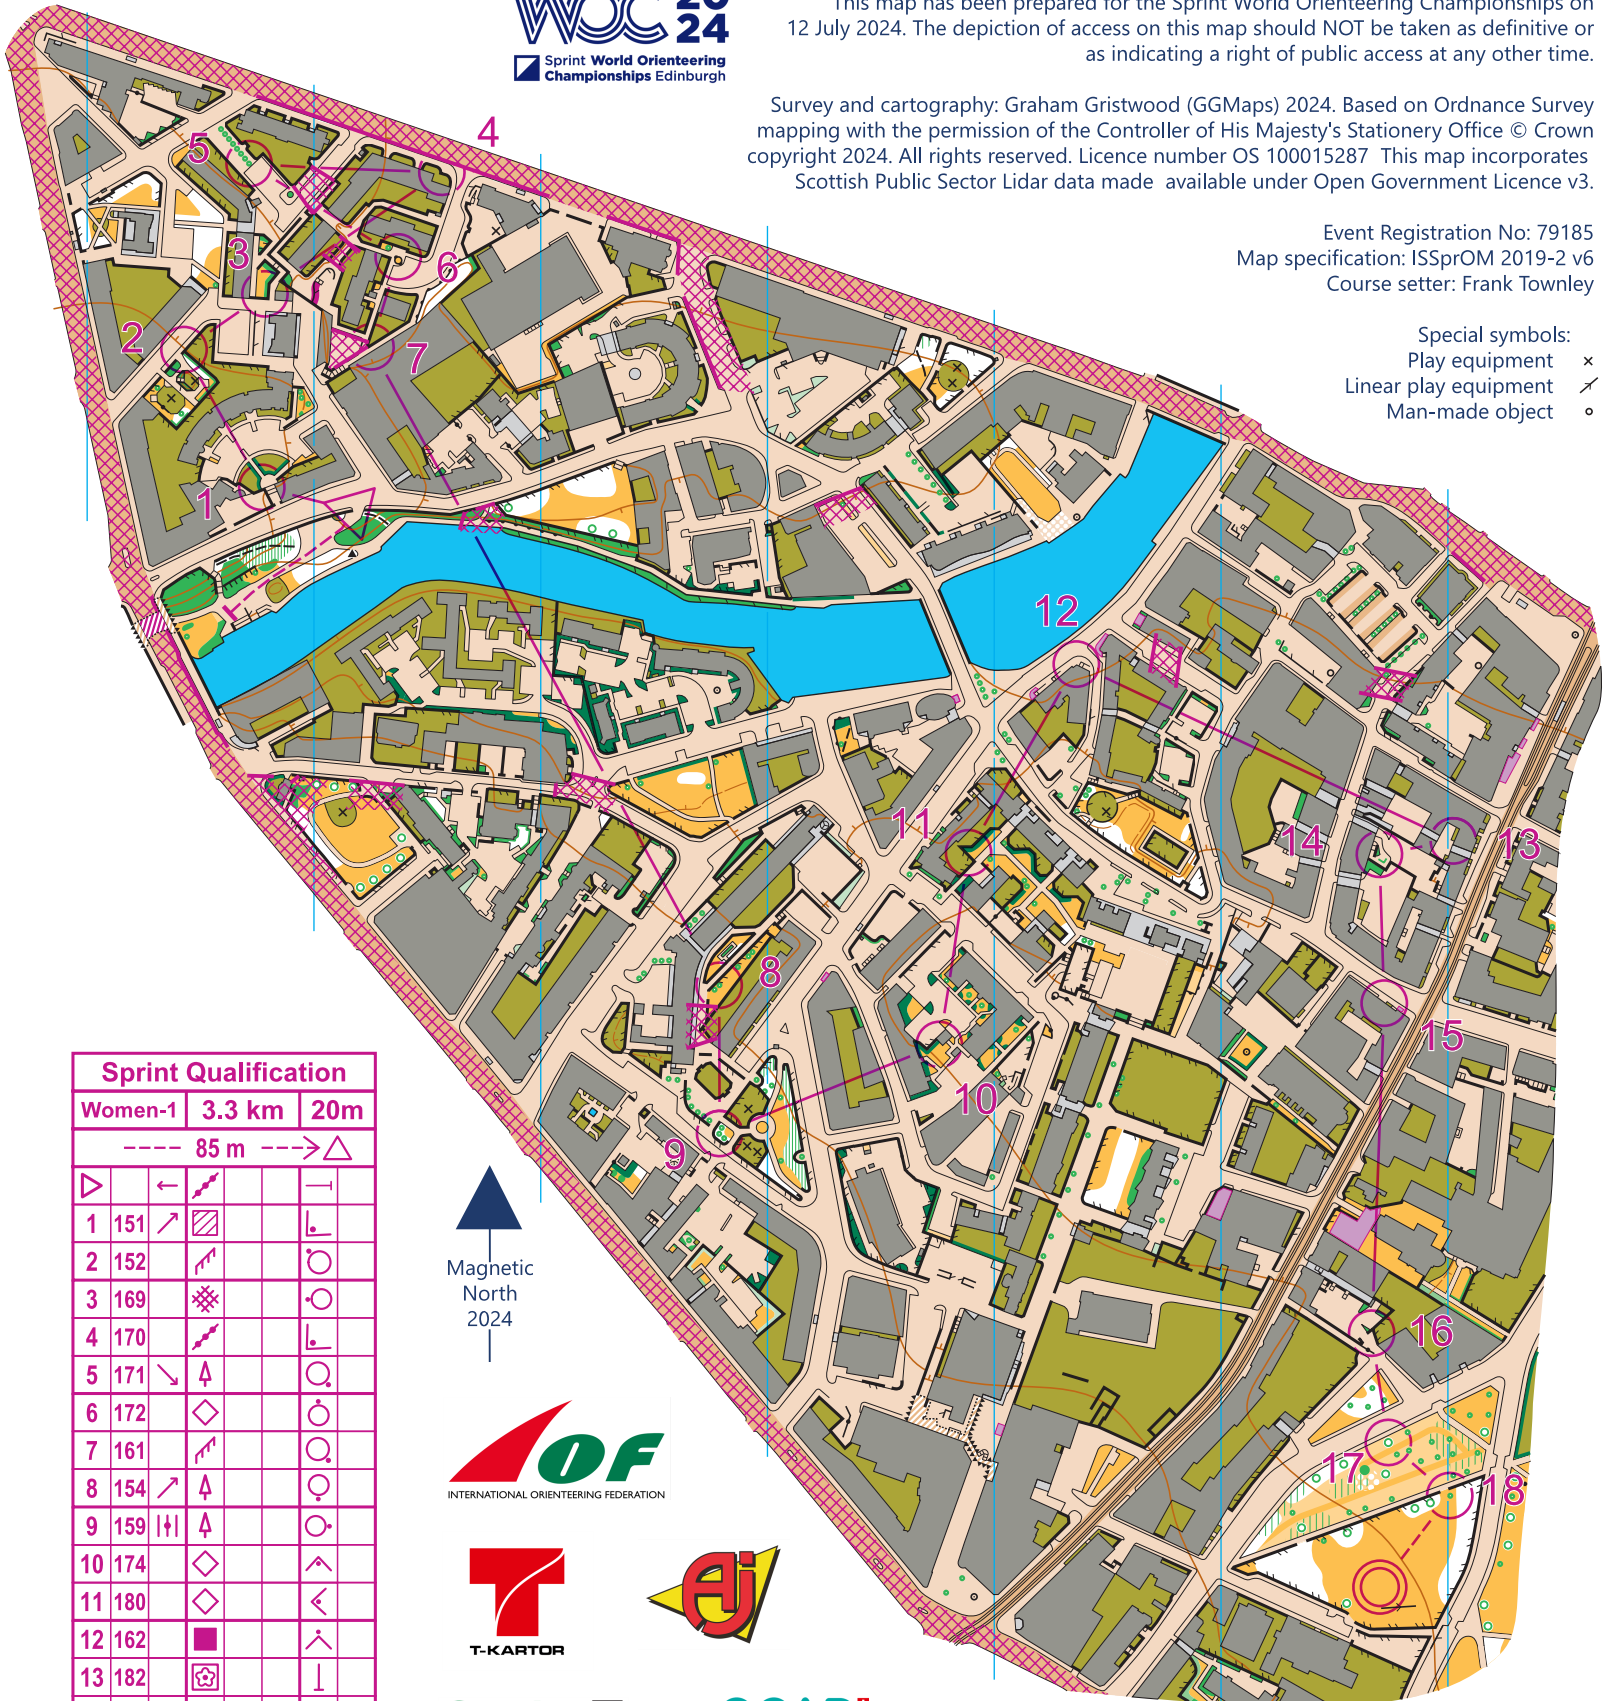 WOC 2024
Sprint World Orienteering
Championships Edinburgh
This map has been prepared for the Sprint World Orienteering Championships on
12 July 2024. The depiction of access on this map should NOT be taken as definitive or
as indicating a right of public access at any other time.
Survey and cartography: Graham Gristwood (GGMaps) 2024. Based on Ordnance Survey
mapping with the permission of the Controller of His Majesty's Stationery Office © Crown
copyright 2024. All rights reserved. Licence number OS 100015287 This map incorporates
Scottish Public Sector Lidar data made available under Open Government Licence v3.
Event Registration No: 79185
Map specification: ISSprOM 2019-2 v6
Course setter: Frank Townley
Special symbols:
Play equipment ×
Linear play equipment
Man-made object
4
5
3
6
2
7
1
12
11
14
13
8
15
10
9
16
17
18
Sprint Qualification
Women-1 3.3 km 20m
85 m
1 151
2 152
3 169
4 170
5 171
6 172
7 161
8 154
9 159
10 174
11 180
12 162
13 182
Magnetic
North
2024
IOF
INTERNATIONAL ORIENTEERING FEDERATION
T-KARTOR